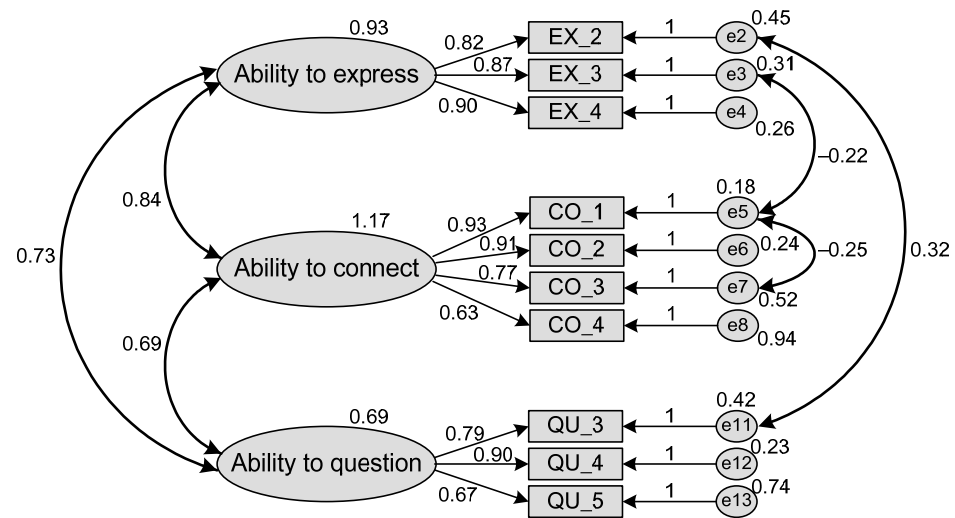 0.93
Ability to express
0.82
0.87
0.90
EX_2
EX_3
EX_4
1
1
1
e2
e3
e4
0.45
0.31
0.26
–0.22
0.84
0.73
1.17
Ability to connect
0.93
0.91
0.77
0.63
CO_1
CO_2
CO_3
CO_4
1
1
1
1
e5
e6
e7
e8
0.18
0.24
0.52
0.94
–0.25
0.32
0.69
0.69
Ability to question
0.79
0.90
0.67
QU_3
QU_4
QU_5
1
1
1
e11
e12
e13
0.42
0.23
0.74